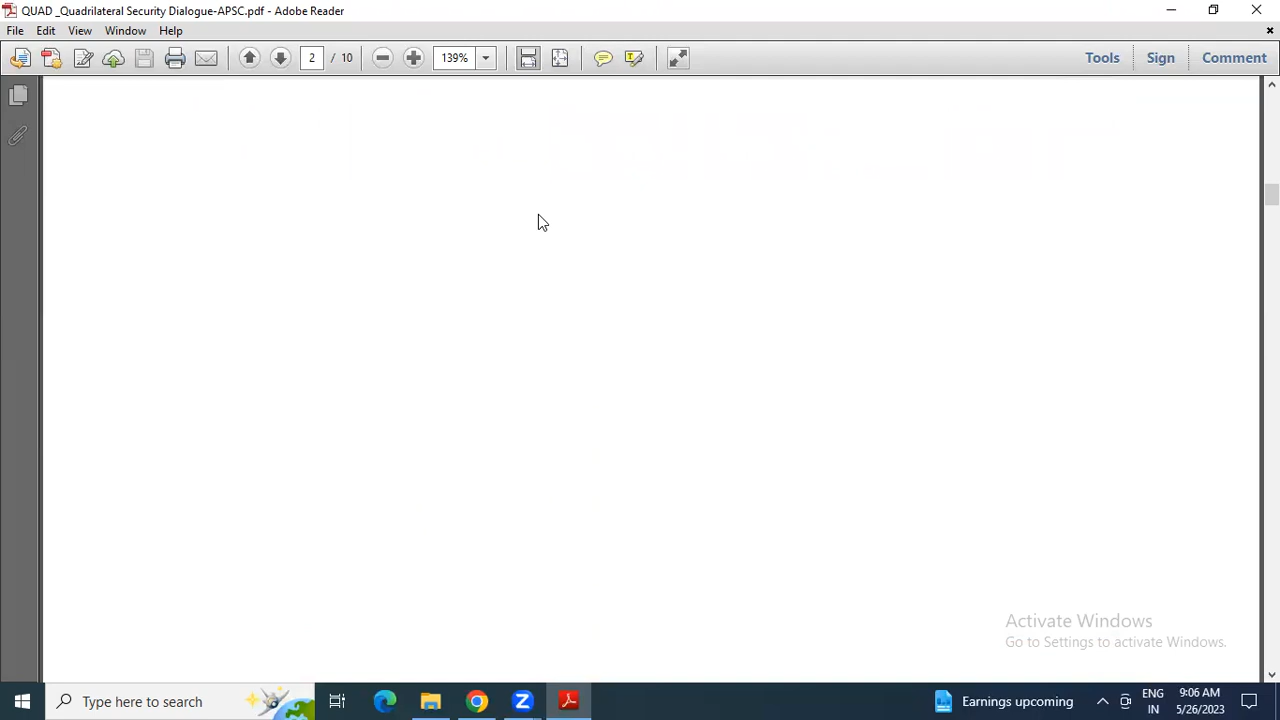 QUAD _Quadrilateral Security Dialogue-APSC.pdf - Adobe Reader
File Edit View Window Help
2 / 10 139% Tools Sign Comment
Activate Windows
Go to Settings to activate Windows.
Type here to search
Earnings upcoming
ENG
IN
9:06 AM
5/26/2023